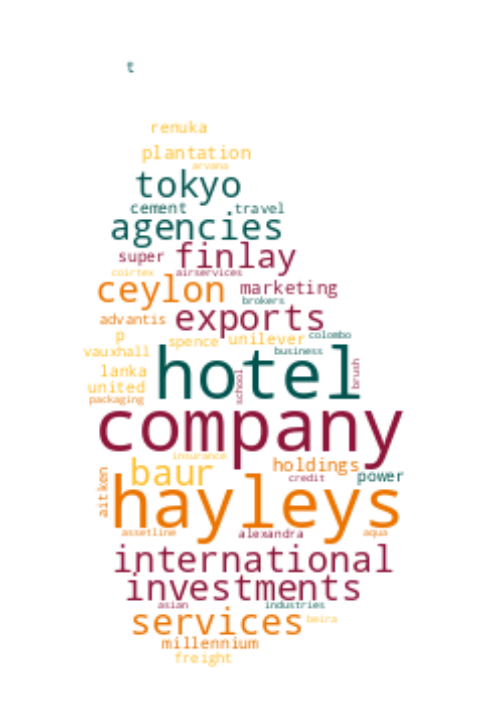 t
renuka
plantation
arvana
tokyo
cement travel
agencies
super finlay
coirtex airservices
ceylon marketing
brokers
advantis exports
p spence unilever colombo
vauxhall business
lanka hotel school brush
united
packaging
company
insurance
baur holdings
credit power
aitken hayleys
assetline alexandra aqua
international
investments
asian industries
services beira
millennium
freight